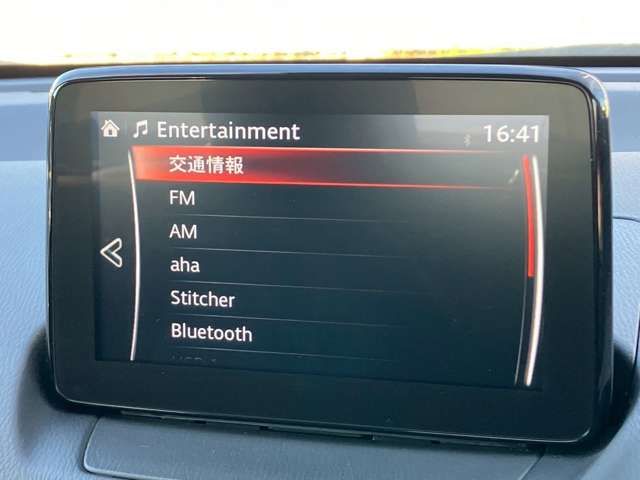 Entertainment 16:41
交通情報
FM
AM
aha
Stitcher
Bluetooth